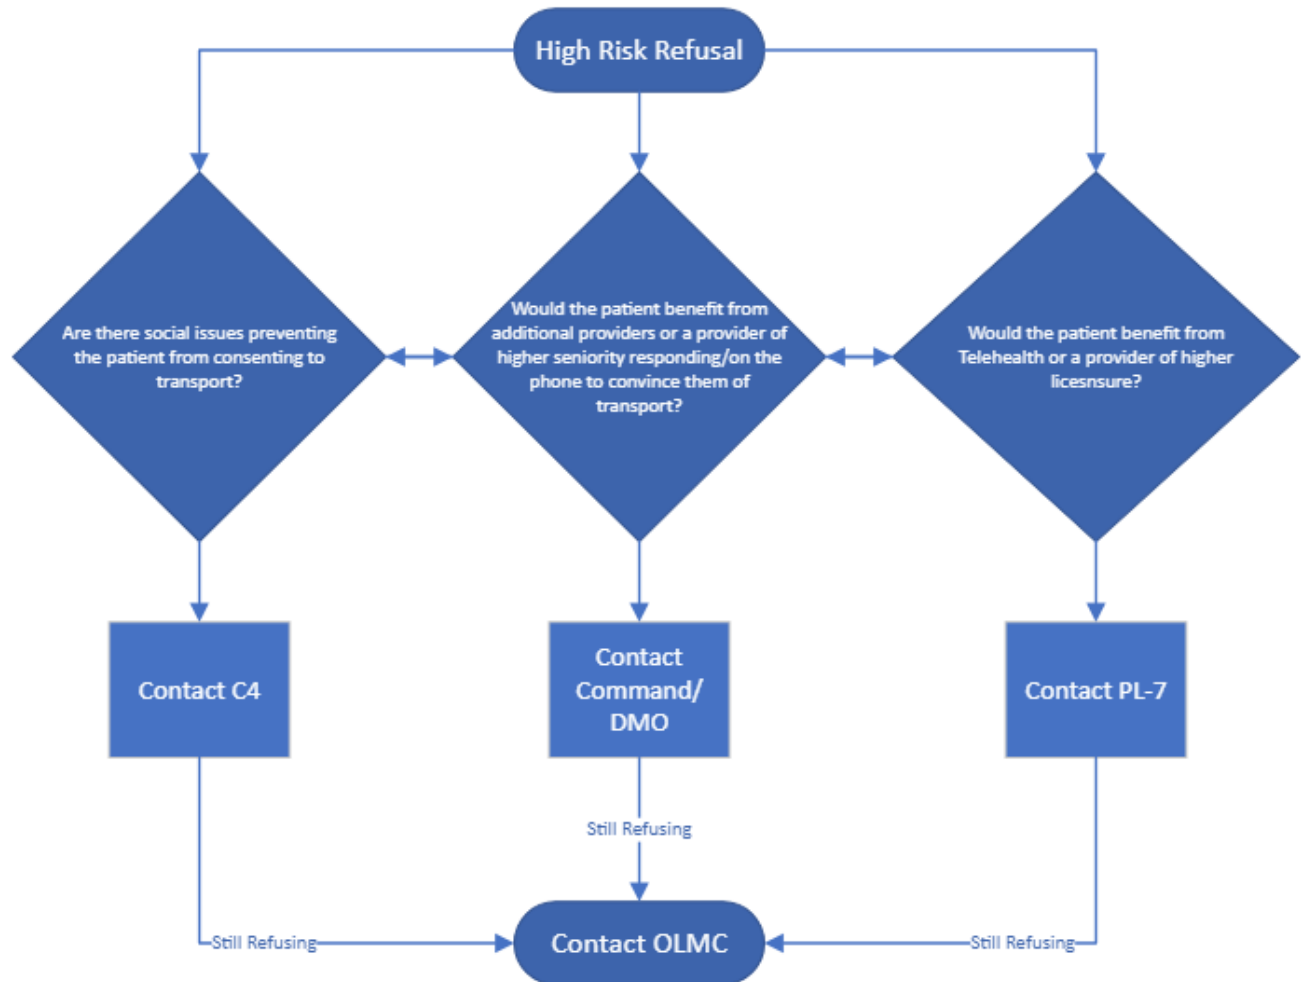 High Risk Refusal
Are there social issues preventing
the patient from consenting to
transport?
Would the patient benefit from
additional providers or a provider of
higher seniority responding/on the
phone to convince them of
transport?
Would the patient benefit from
Telehealth or a provider of higher
licesnsure?
Contact C4
Contact
Command/
DMO
Contact PL-7
Still Refusing
Still Refusing
Contact OLMC
Still Refusing